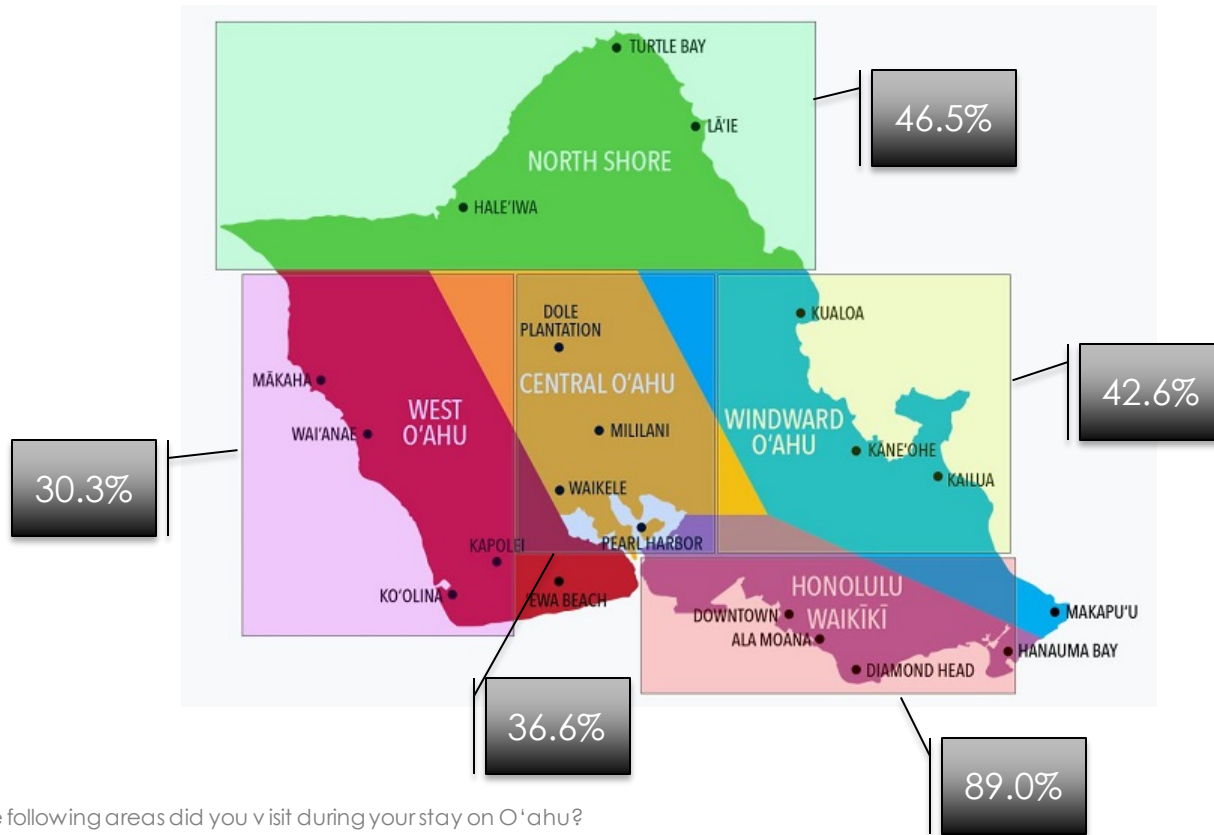 TURTLE BAY
46.5%
LĀ'IE
NORTH SHORE
HALE'IWA
KUALOA
DOLE
PLANTATION
42.6%
MĀKAHA
CENTRAL O'AHU
WEST
O'AHU
WINDWARD
O'AHU
WAI'ANAE
MILILANI
KĀNE'OHE
KAILUA
30.3%
WAIKELE
PEARL HARBOR
KAPOLEI
KO'OLINA
'EWA BEACH
HONOLULU
WAIKĪKĪ
DOWNTOWN
MAKAPU'U
ALA MOANA
HANAUMA BAY
DIAMOND HEAD
36.6%
89.0%
following areas did you visit during your stay on O'ahu?